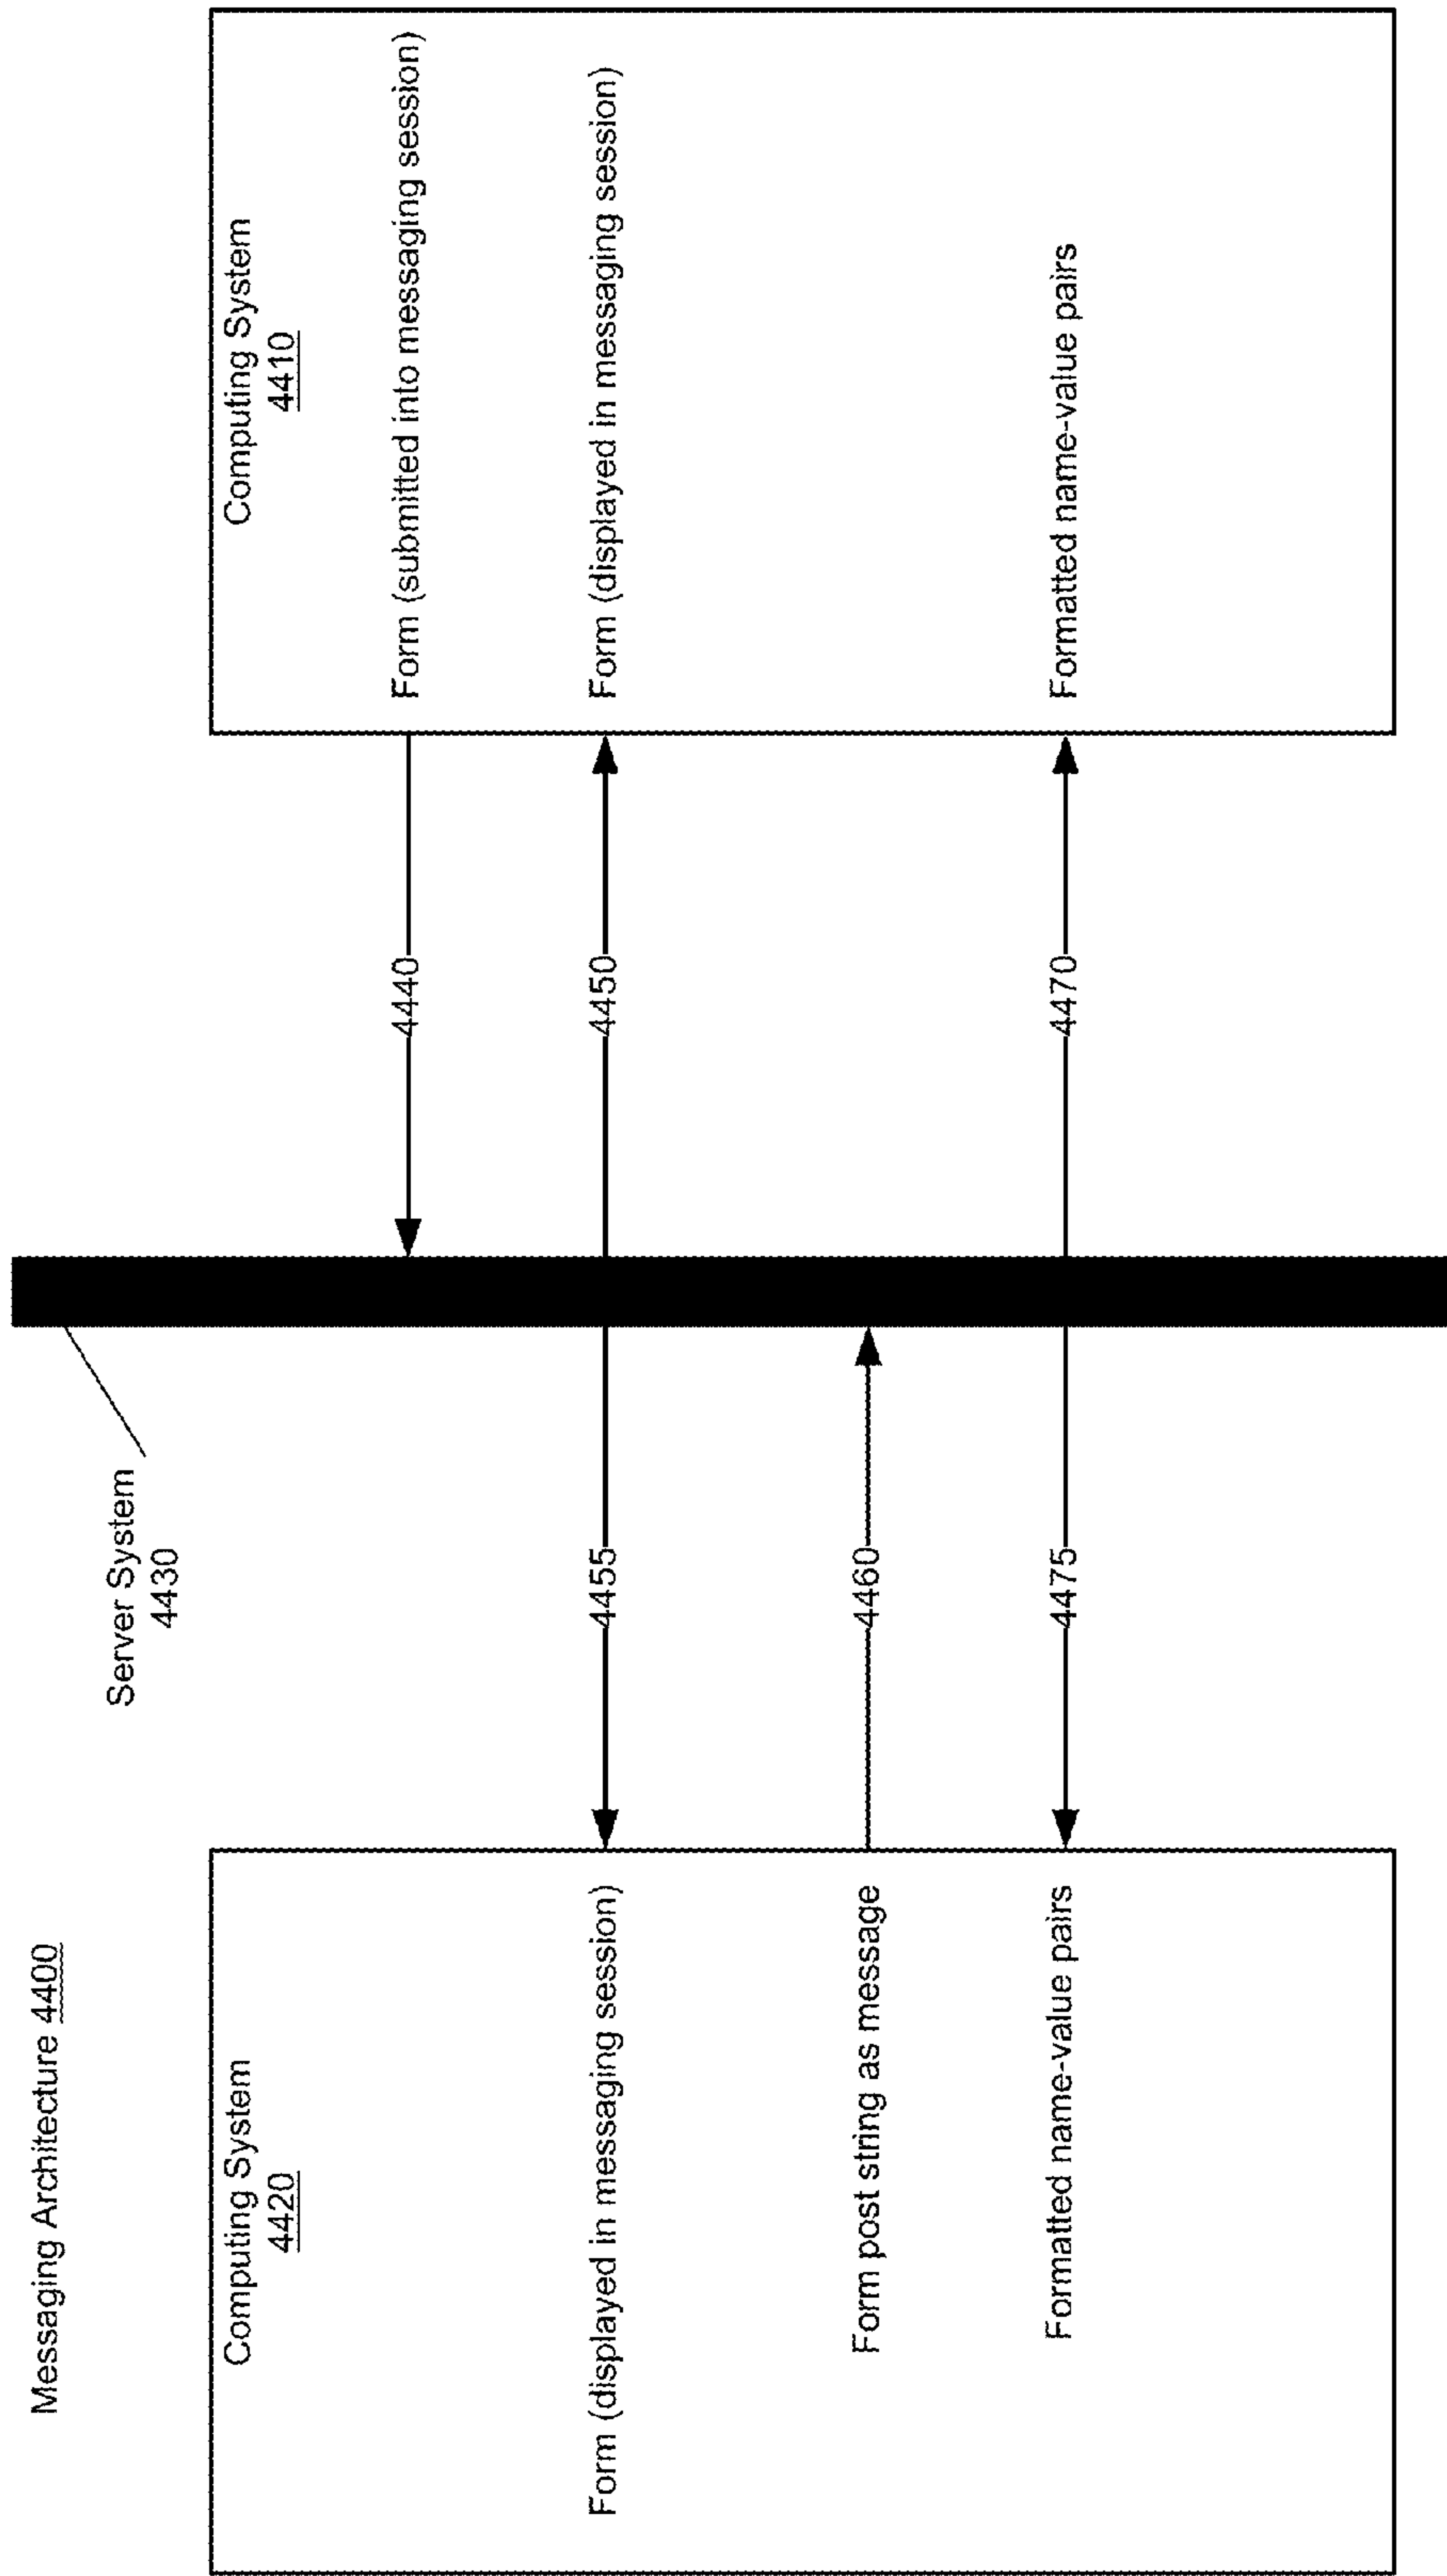 Messaging Architecture 4400
Computing System
4420
Form (displayed in messaging session)
Form post string as message
Formatted name-value pairs
Server System
4430
4455
4460
4475
4440
4450
4470
Computing System
4410
Form (submitted into messaging session)
Form (displayed in messaging session)
Formatted name-value pairs